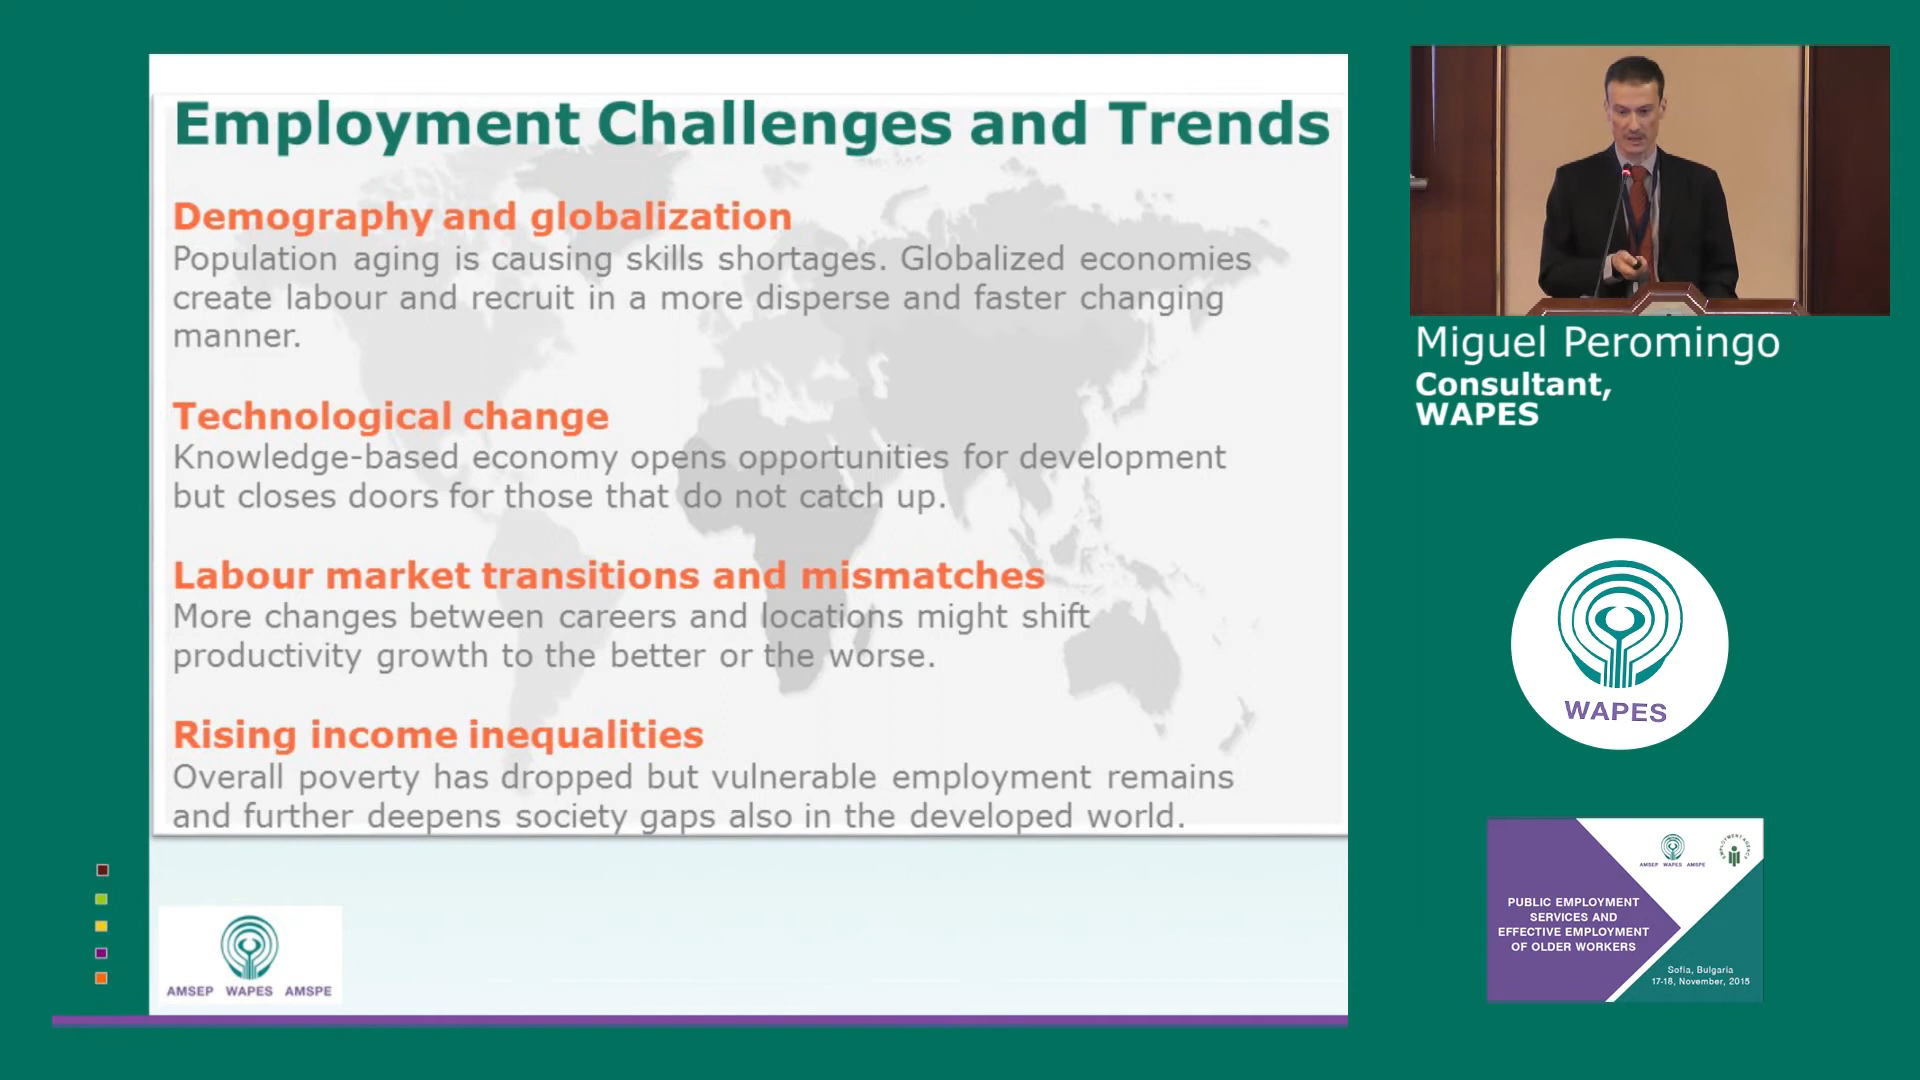 Employment Challenges and Trends
Demography and globalization
Population aging is causing skills shortages. Globalized economies
create labour and recruit in a more disperse and faster changing
manner.
Technological change
Knowledge-based economy opens opportunities for development
but closes doors for those that do not catch up.
Labour market transitions and mismatches
More changes between careers and locations might shift
productivity growth to the better or the worse.
Rising income inequalities
Overall poverty has dropped but vulnerable employment remains
and further deepens society gaps also in the developed world.
AMSEP WAPES AMSPE
Miguel Peromingo
Consultant,
WAPES
WAPES
AMSEP WAPES AMSPE
EMPLOYMENT AGENCY
PUBLIC EMPLOYMENT
SERVICES AND
EFFECTIVE EMPLOYMENT
OF OLDER WORKERS
Sofia, Bulgaria
17-18, November, 2015